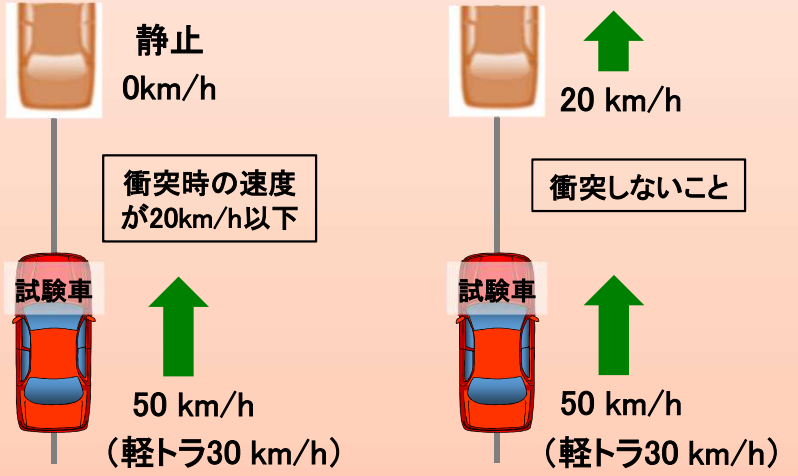 静止
0km/h
衝突時の速度
が20km/h以下
試験車
50 km/h
（軽トラ30 km/h）
20 km/h
衝突しないこと
試験車
50 km/h
（軽トラ30 km/h）